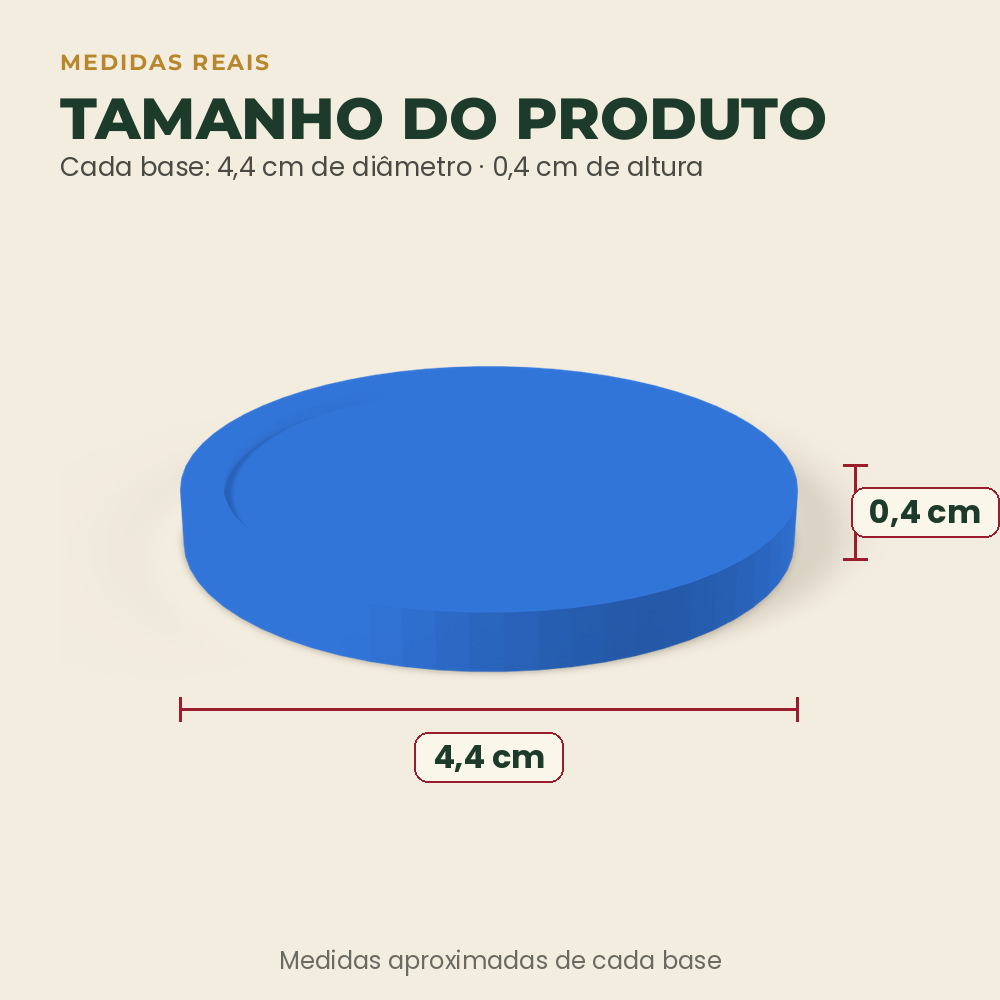 MEDIDAS REAIS
TAMANHO DO PRODUTO
Cada base: 4,4 cm de diâmetro · 0,4 cm de altura
0,4 cm
4,4 cm
Medidas aproximadas de cada base